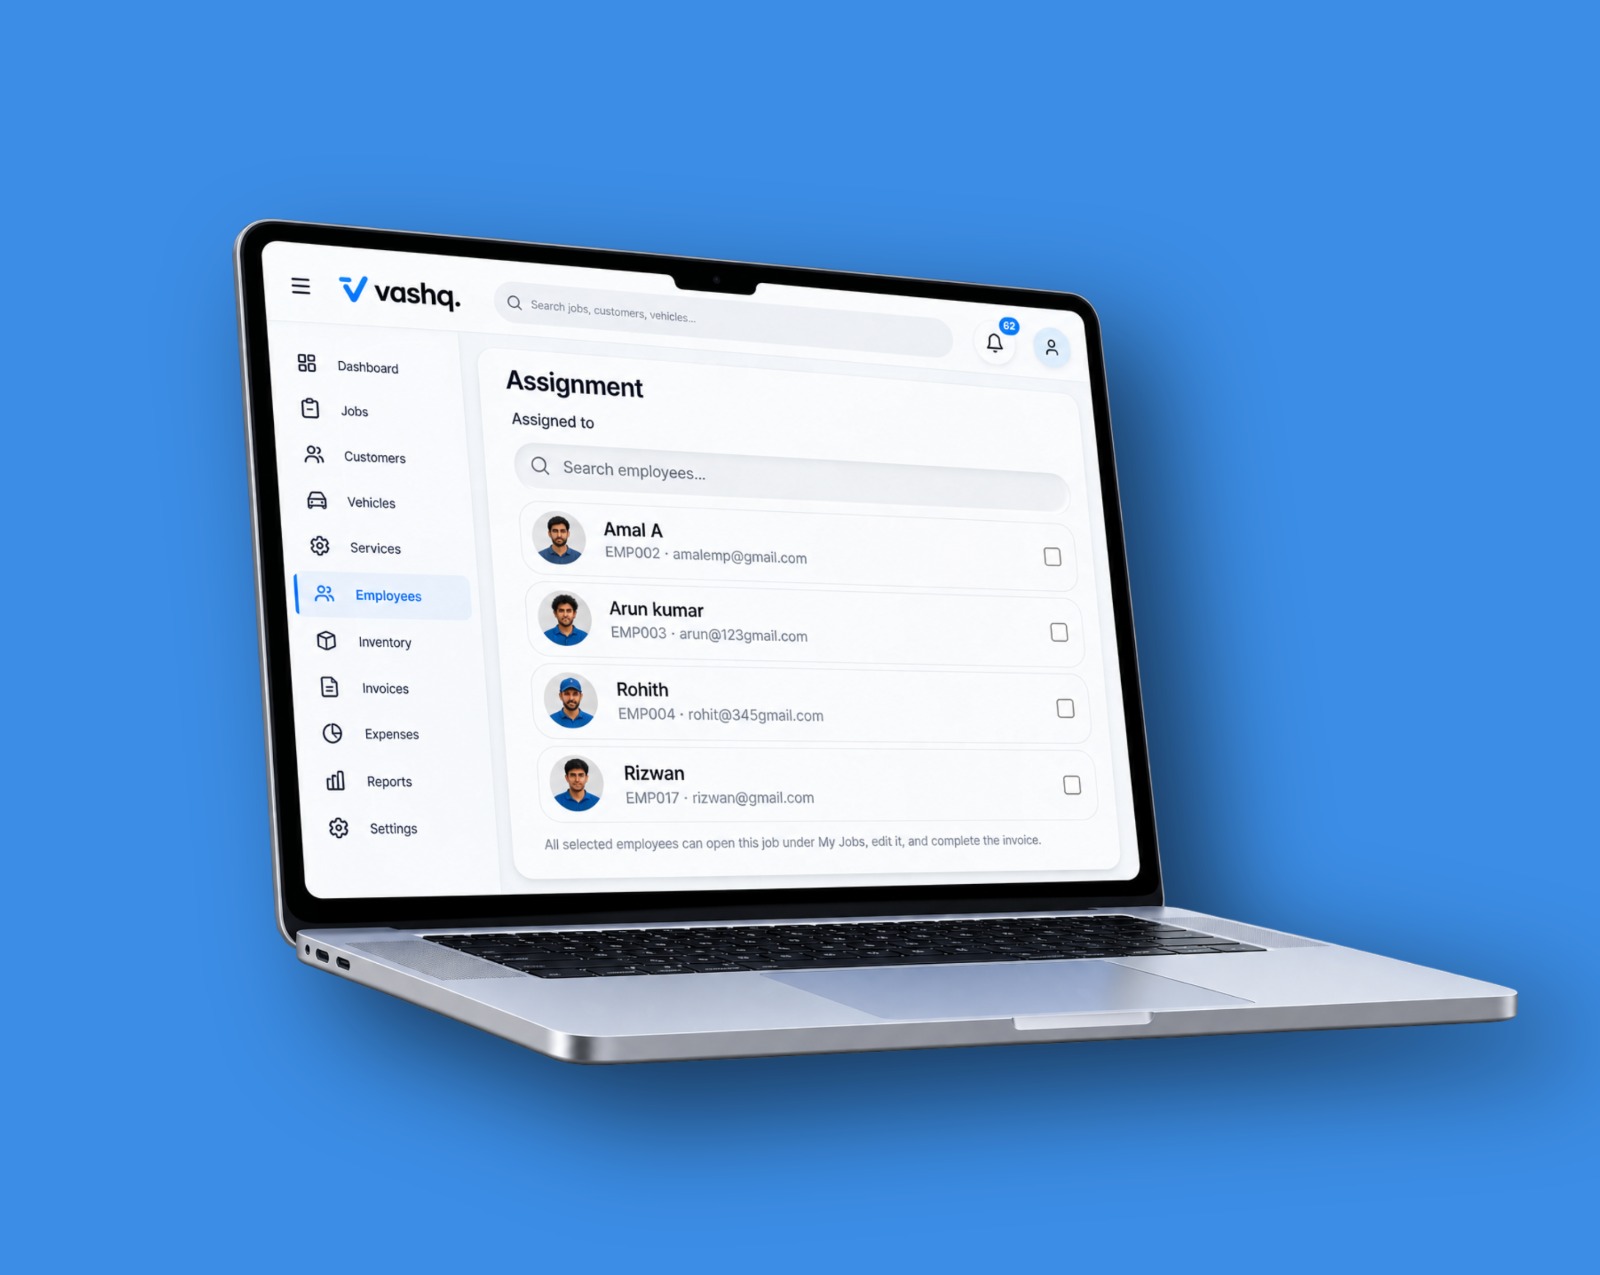 vashq.
Search jobs, customers, vehicles...
62
Dashboard
Jobs
Customers
Vehicles
Services
Employees
Inventory
Invoices
Expenses
Reports
Settings
Assignment
Assigned to
Search employees...
Amal A
EMP002 · amalemp@gmail.com
Arun kumar
EMP003 · arun@123gmail.com
Rohith
EMP004 · rohit@345gmail.com
Rizwan
EMP017 · rizwan@gmail.com
All selected employees can open this job under My Jobs, edit it, and complete the invoice.